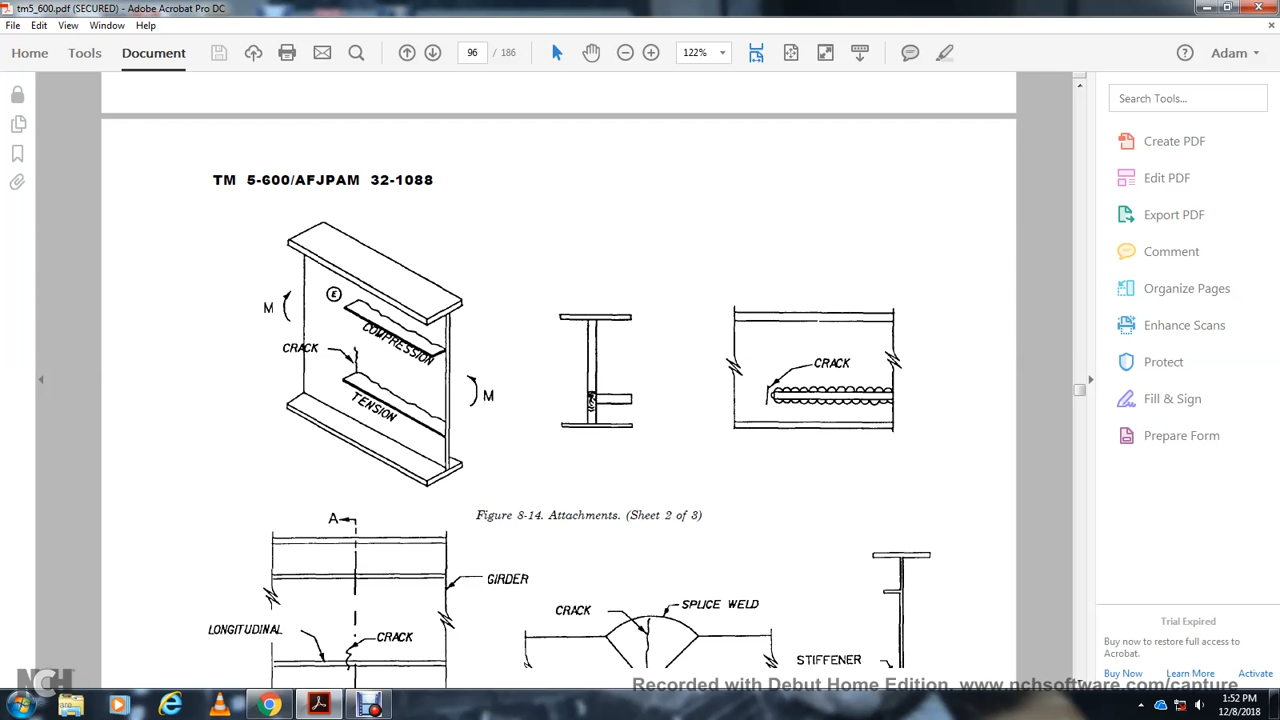 tm5_600.pdf (SECURED) - Adobe Acrobat Pro DC
File Edit View Window Help
Home Tools Document 96 / 186 122% Adam
Search Tools...
Create PDF
Edit PDF
Export PDF
Comment
Organize Pages
Enhance Scans
Protect
Fill & Sign
Prepare Form
Trial Expired
Buy now to restore full access to
Acrobat.
Buy Now Learn More Activate
TM 5-600/AFJPAM 32-1088
E
M
COMPRESSION
CRACK
TENSION
M
CRACK
Figure 8-14. Attachments. (Sheet 2 of 3)
A
GIRDER
LONGITUDINAL
CRACK
CRACK
SPLICE WELD
STIFFENER
NCH
Recorded with Debut Home Edition. www.nchsoftware.com/capture
1:52 PM
12/8/2018